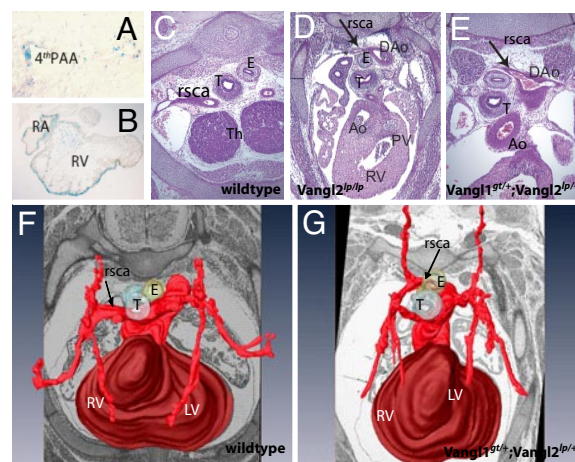 A
4thPAA
B
RA
RV
C
E
T
rsca
Th
wildtype
D
rsca
E
DAo
T
Ao
PV
RV
Vangl2lp/lp
E
rsca
DAo
T
Ao
Vangl1gt/+;Vangl2lp/+
F
rsca
E
T
RV
LV
wildtype
G
rsca
E
T
LV
RV
Vangl1gt/+;Vangl2lp/+